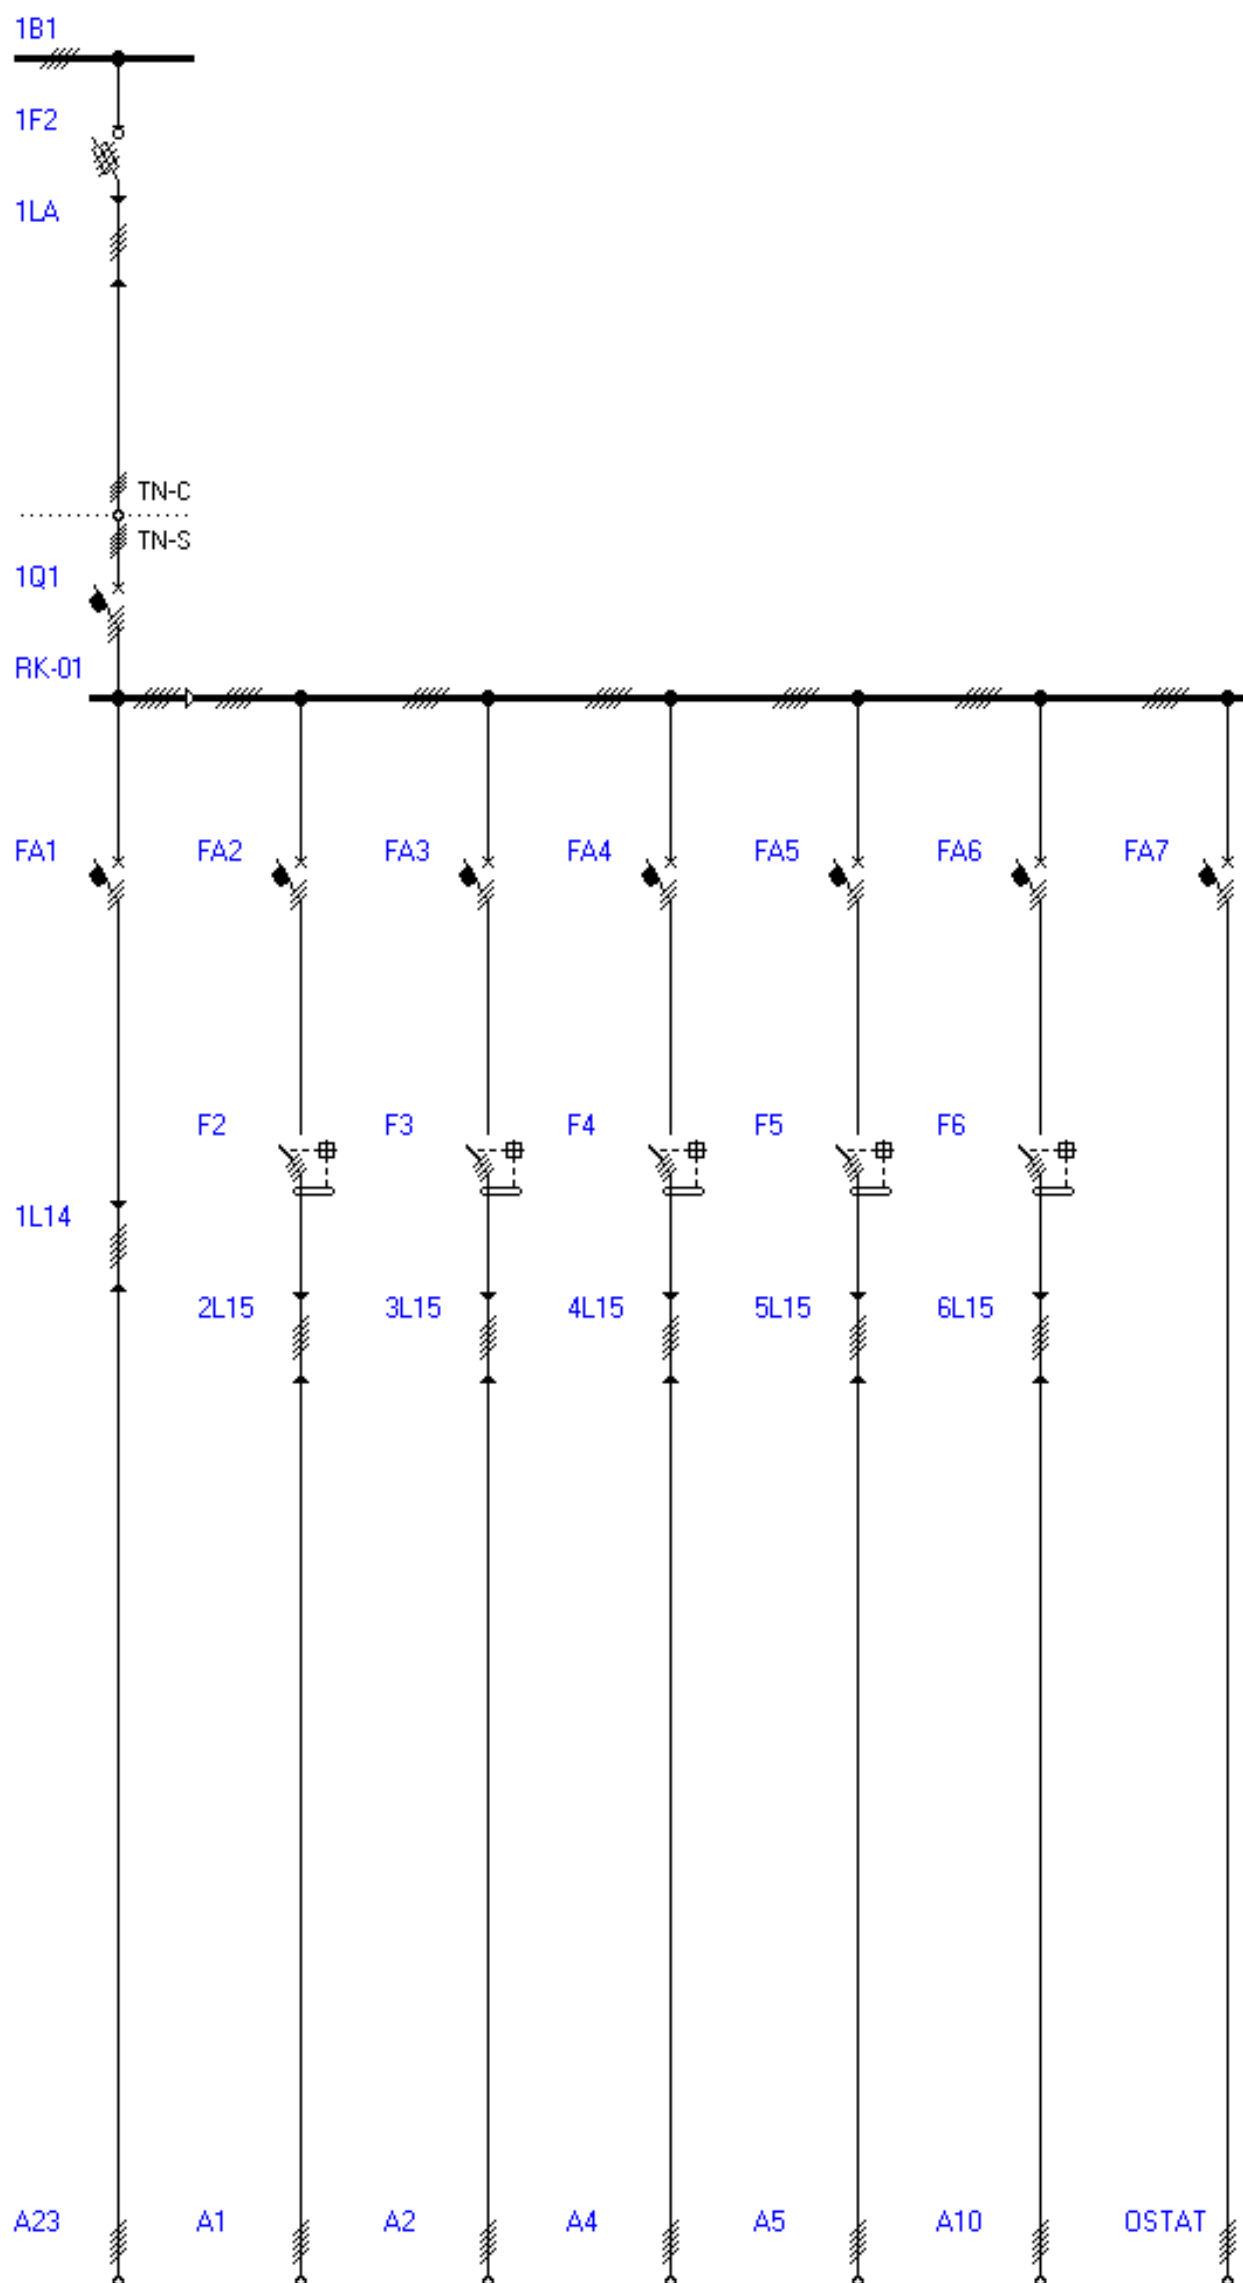 1B1
1F2
1LA
TN-C
TN-S
1Q1
RK-01
FA1 FA2 FA3 FA4 FA5 FA6 FA7
F2 F3 F4 F5 F6
1L14
2L15 3L15 4L15 5L15 6L15
A23 A1 A2 A4 A5 A10 OSTAT